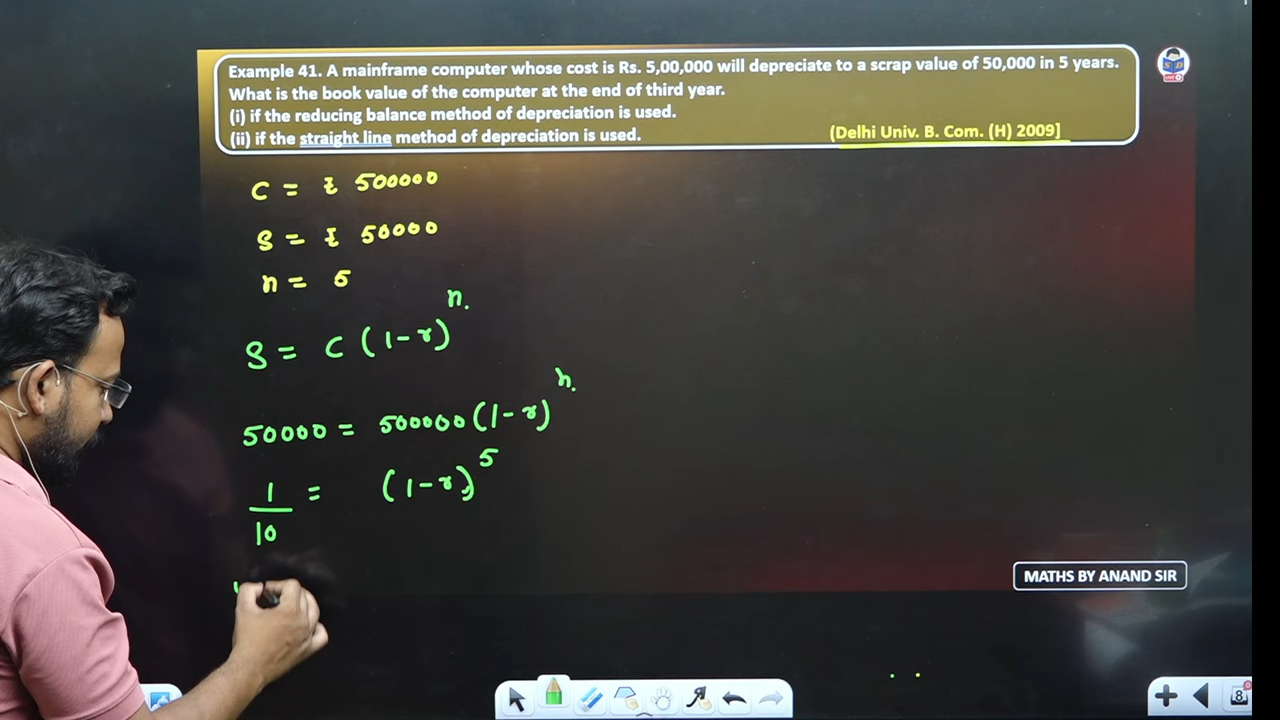 Example 41. A mainframe computer whose cost is Rs. 5,00,000 will depreciate to a scrap value of 50,000 in 5 years.
What is the book value of the computer at the end of third year.
(i) if the reducing balance method of depreciation is used.
(ii) if the straight line method of depreciation is used. (Delhi Univ. B. Com. (H) 2009]
C = ₹ 500000
S = ₹ 50000
n = 5
S = C (1-r)^n.
50000 = 500000 (1-r)^n.
1/10 = (1-r)^5
MATHS BY ANAND SIR
SD
LIVE
8